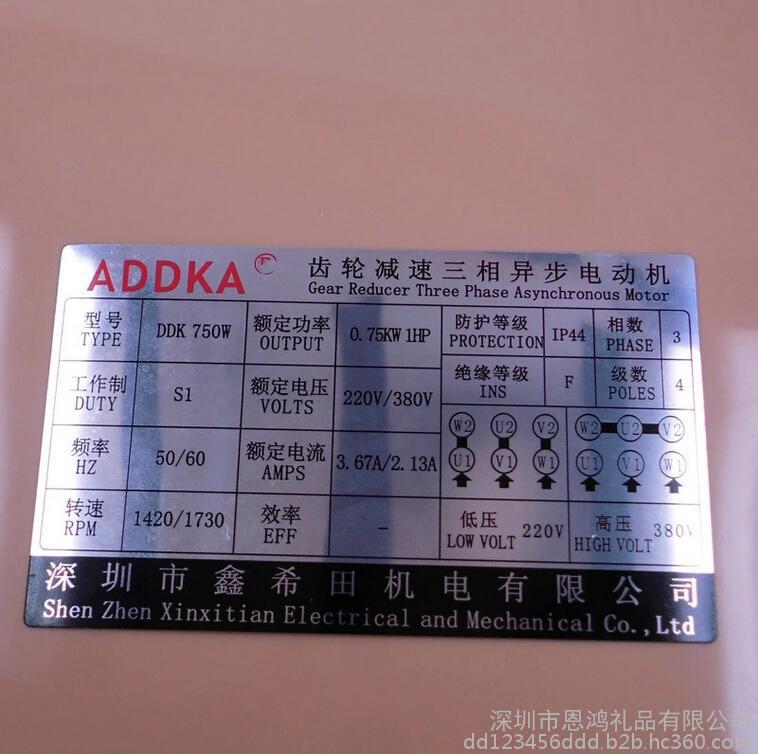 ADDKA
齿轮减速三相异步电动机
Gear Reducer Three Phase Asynchronous Motor
型号 DDK 750W 额定功率 0.75KW 1HP 防护等级 IP44 相数 3
TYPE OUTPUT PROTECTION PHASE
工作制 S1 额定电压 220V/380V 绝缘等级 F 级数 4
DUTY VOLTS INS POLES
频率 50/60 额定电流 3.67A/2.13A
HZ AMPS
W2 U2 V2 W2 U2 V2
U1 V1 W1 U1 V1 W1
转速 1420/1730 效率 - 低压 220V 高压 380V
RPM EFF LOW VOLT HIGH VOLT
深圳市鑫希田机电有限公司
Shen Zhen Xinxitian Electrical and Mechanical Co.,Ltd
深圳市恩鸿礼品有限公司
dd123456ddd.b2b.hc360.com